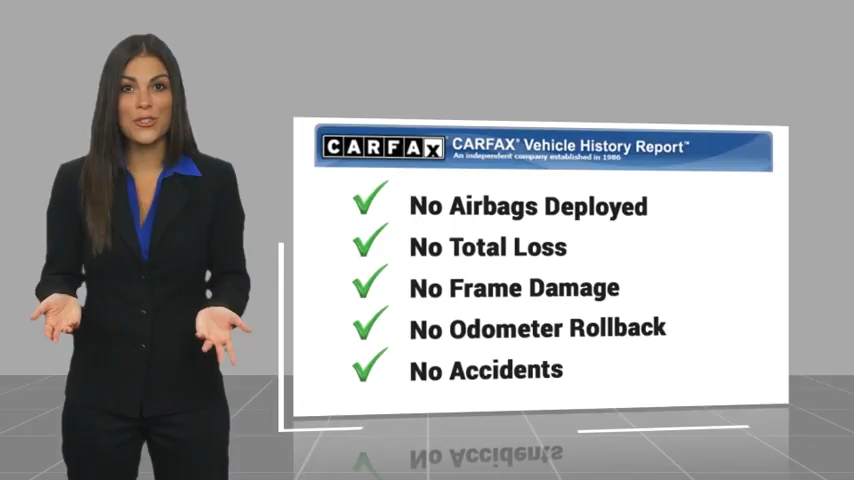 CARFAX
CARFAX® Vehicle History Report™
An independent company established in 1986
No Airbags Deployed
No Total Loss
No Frame Damage
No Odometer Rollback
No Accidents
No Accidents